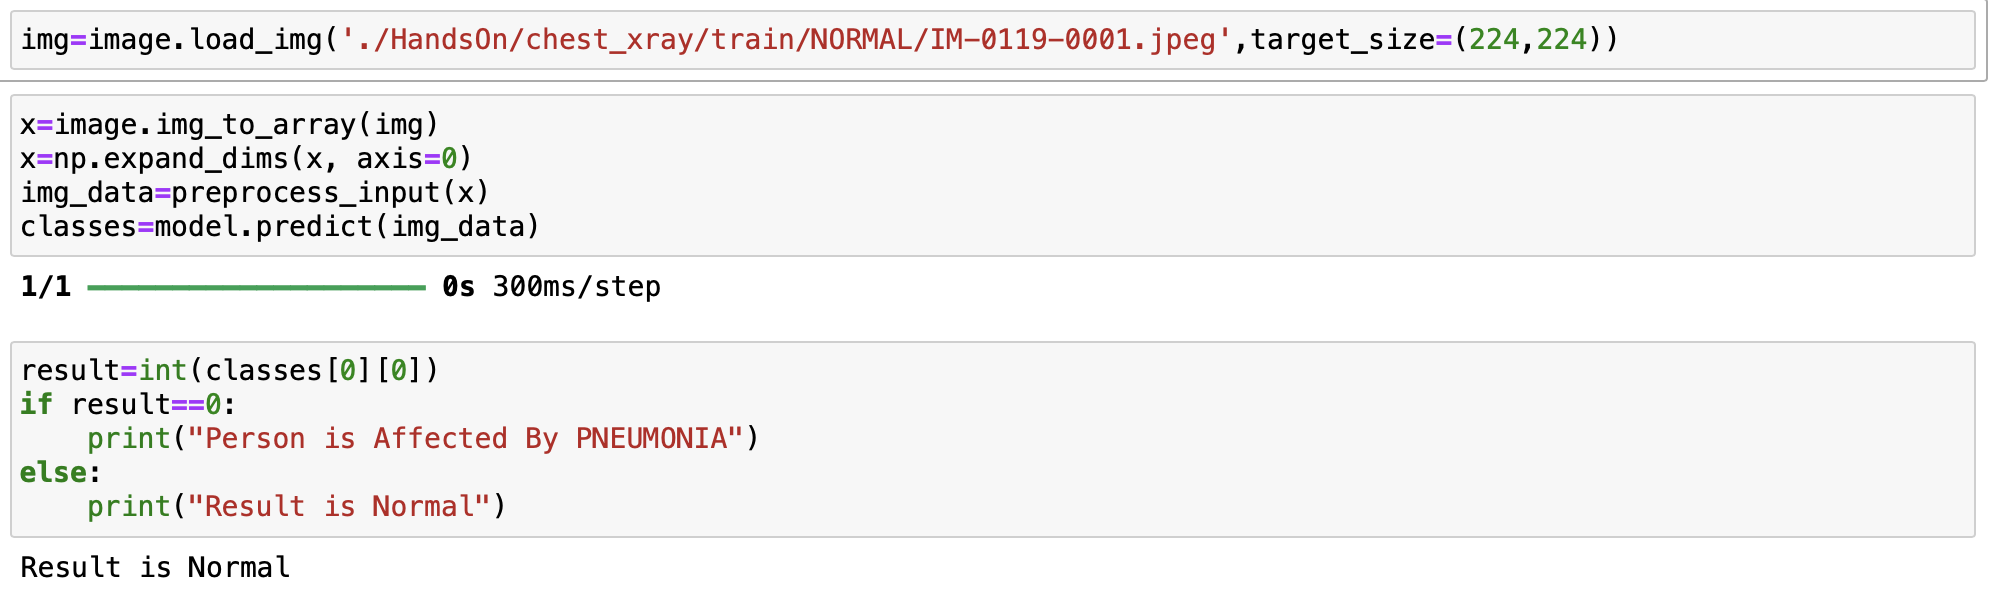 img=image.load_img('./HandsOn/chest_xray/train/NORMAL/IM-0119-0001.jpeg',target_size=(224,224))
x=image.img_to_array(img)
x=np.expand_dims(x, axis=0)
img_data=preprocess_input(x)
classes=model.predict(img_data)
1/1 ━━━━━━━━━━━━━━━━━━━━ 0s 300ms/step
result=int(classes[0][0])
if result==0:
    print("Person is Affected By PNEUMONIA")
else:
    print("Result is Normal")
Result is Normal